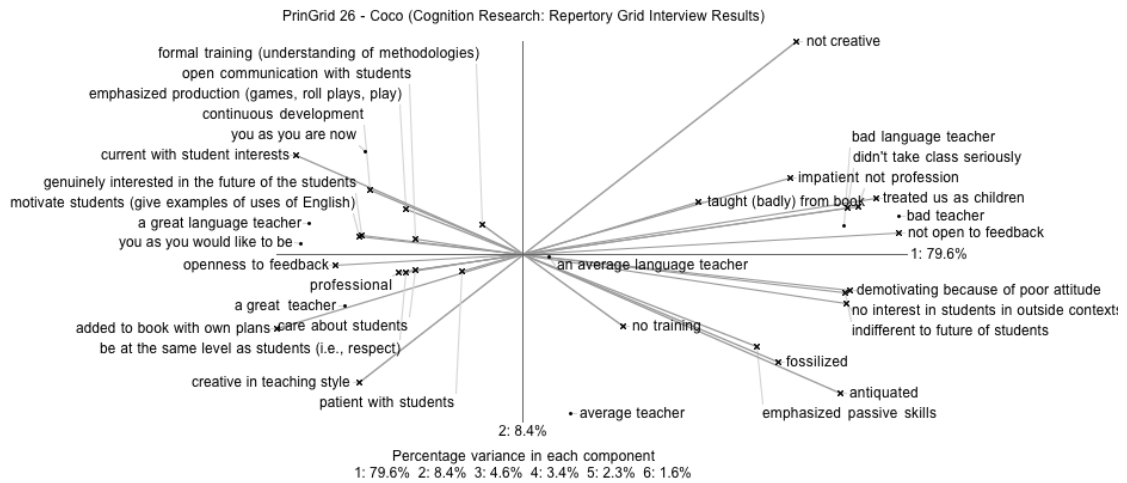 PrinGrid 26 - Coco (Cognition Research: Repertory Grid Interview Results)
not creative
formal training (understanding of methodologies)
open communication with students
emphasized production (games, roll plays, play)
continuous development
you as you are now
current with student interests
bad language teacher
didn't take class seriously
impatient not profession
genuinely interested in the future of the students
motivate students (give examples of uses of English)
taught (badly) from book
treated us as children
a great language teacher
bad teacher
you as you would like to be
not open to feedback
1: 79.6%
openness to feedback
an average language teacher
professional
demotivating because of poor attitude
a great teacher
no interest in students in outside contexts
added to book with own plans
care about students
no training
indifferent to future of students
be at the same level as students (i.e., respect)
fossilized
creative in teaching style
antiquated
patient with students
average teacher
emphasized passive skills
2: 8.4%
Percentage variance in each component
1: 79.6% 2: 8.4% 3: 4.6% 4: 3.4% 5: 2.3% 6: 1.6%